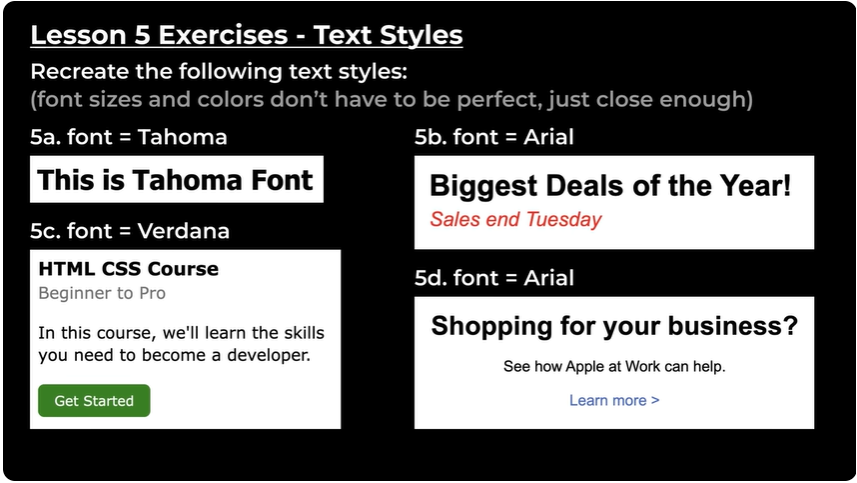 Lesson 5 Exercises - Text Styles
Recreate the following text styles:
(font sizes and colors don’t have to be perfect, just close enough)
5a. font = Tahoma
This is Tahoma Font
5c. font = Verdana
HTML CSS Course
Beginner to Pro
In this course, we'll learn the skills
you need to become a developer.
Get Started
5b. font = Arial
Biggest Deals of the Year!
Sales end Tuesday
5d. font = Arial
Shopping for your business?
See how Apple at Work can help.
Learn more >